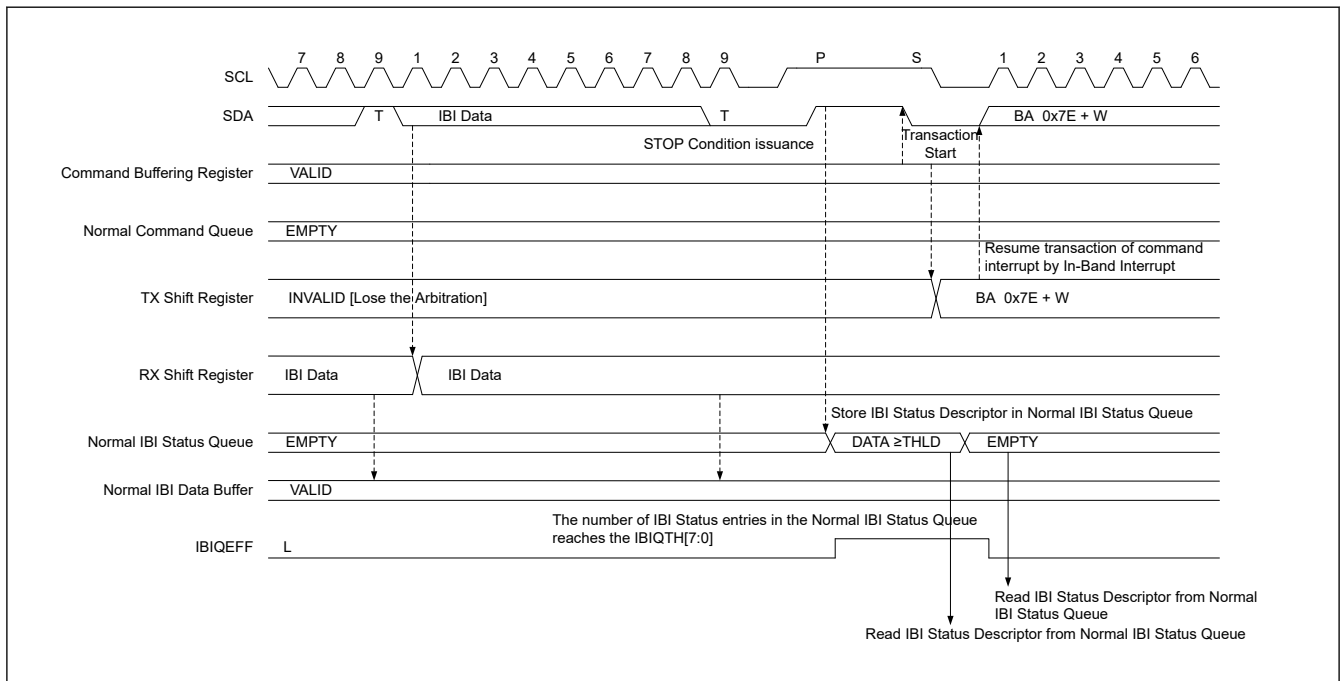 7 8 9 1 2 3 4 5 6 7 8 9 P S 1 2 3 4 5 6
SCL
SDA T IBI Data T BA 0x7E + W
STOP Condition issuance
Transaction
Start
Command Buffering Register VALID
Normal Command Queue EMPTY
Resume transaction of command
interrupt by In-Band Interrupt
TX Shift Register INVALID [Lose the Arbitration] BA 0x7E + W
RX Shift Register IBI Data IBI Data
Store IBI Status Descriptor in Normal IBI Status Queue
Normal IBI Status Queue EMPTY DATA ≥THLD EMPTY
Normal IBI Data Buffer VALID
The number of IBI Status entries in the Normal IBI Status Queue
reaches the IBIQTH[7:0]
IBIQEFF L
Read IBI Status Descriptor from Normal
IBI Status Queue
Read IBI Status Descriptor from Normal IBI Status Queue